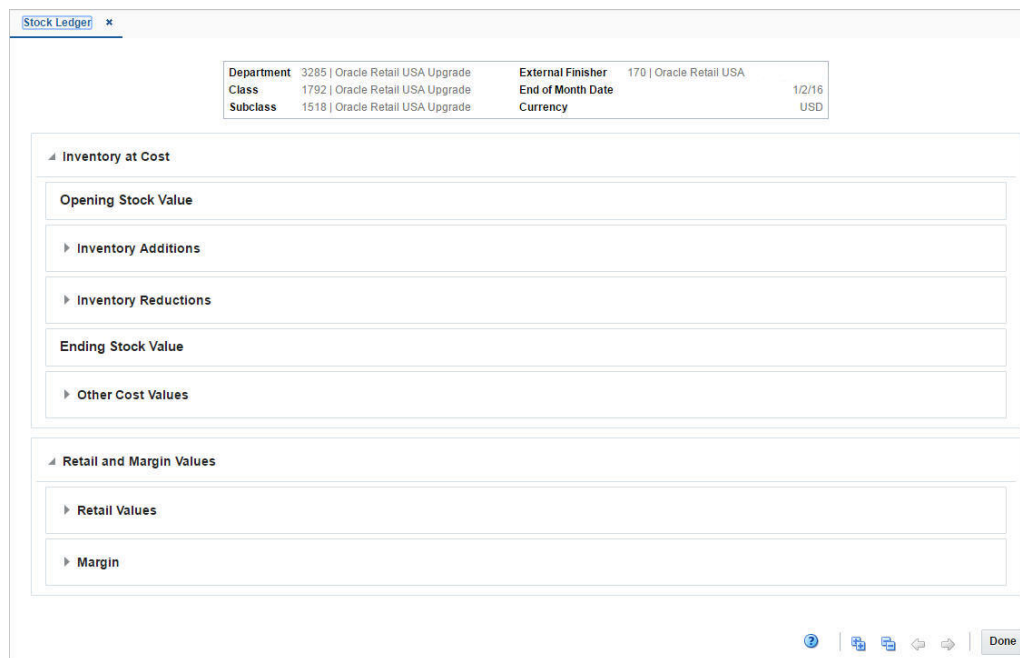 Stock Ledger ×
Department 3285 | Oracle Retail USA Upgrade External Finisher 170 | Oracle Retail USA
Class 1792 | Oracle Retail USA Upgrade End of Month Date 1/2/16
Subclass 1518 | Oracle Retail USA Upgrade Currency USD
Inventory at Cost
Opening Stock Value
Inventory Additions
Inventory Reductions
Ending Stock Value
Other Cost Values
Retail and Margin Values
Retail Values
Margin
? Done